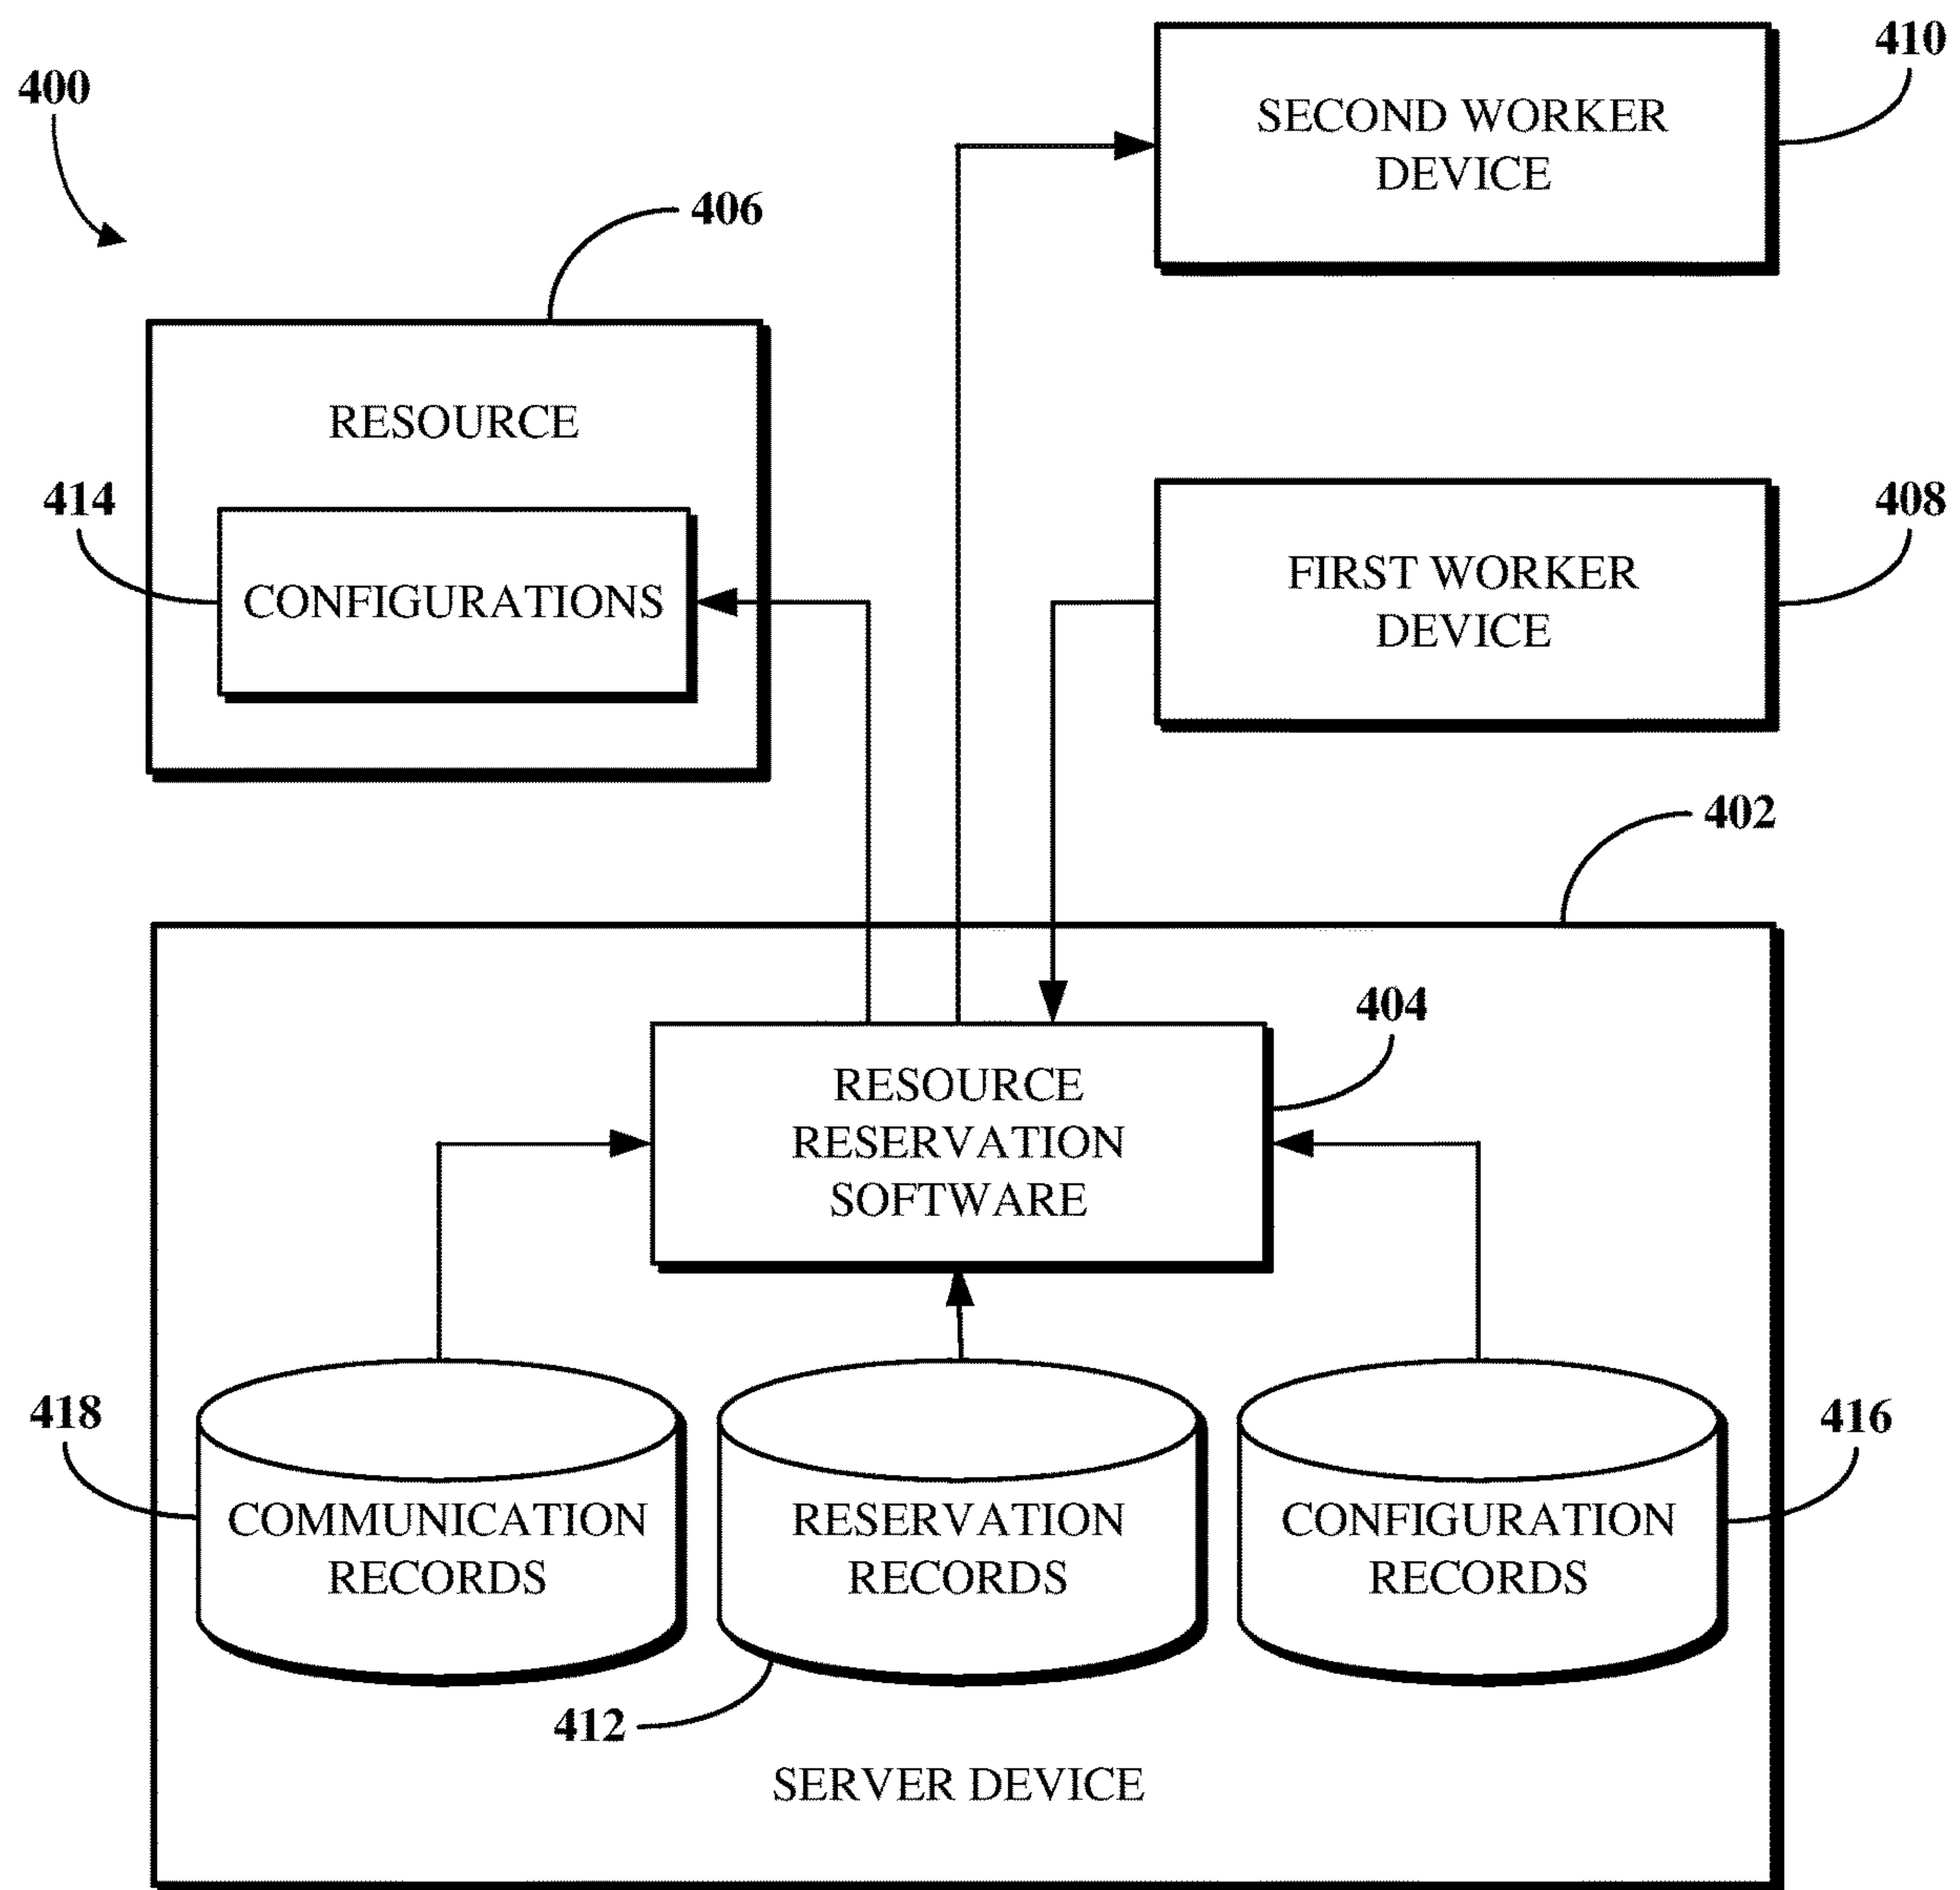 400
410
SECOND WORKER
DEVICE
406
RESOURCE
414
CONFIGURATIONS
408
FIRST WORKER
DEVICE
402
404
RESOURCE
RESERVATION
SOFTWARE
418
COMMUNICATION
RECORDS
RESERVATION
RECORDS
416
CONFIGURATION
RECORDS
412
SERVER DEVICE